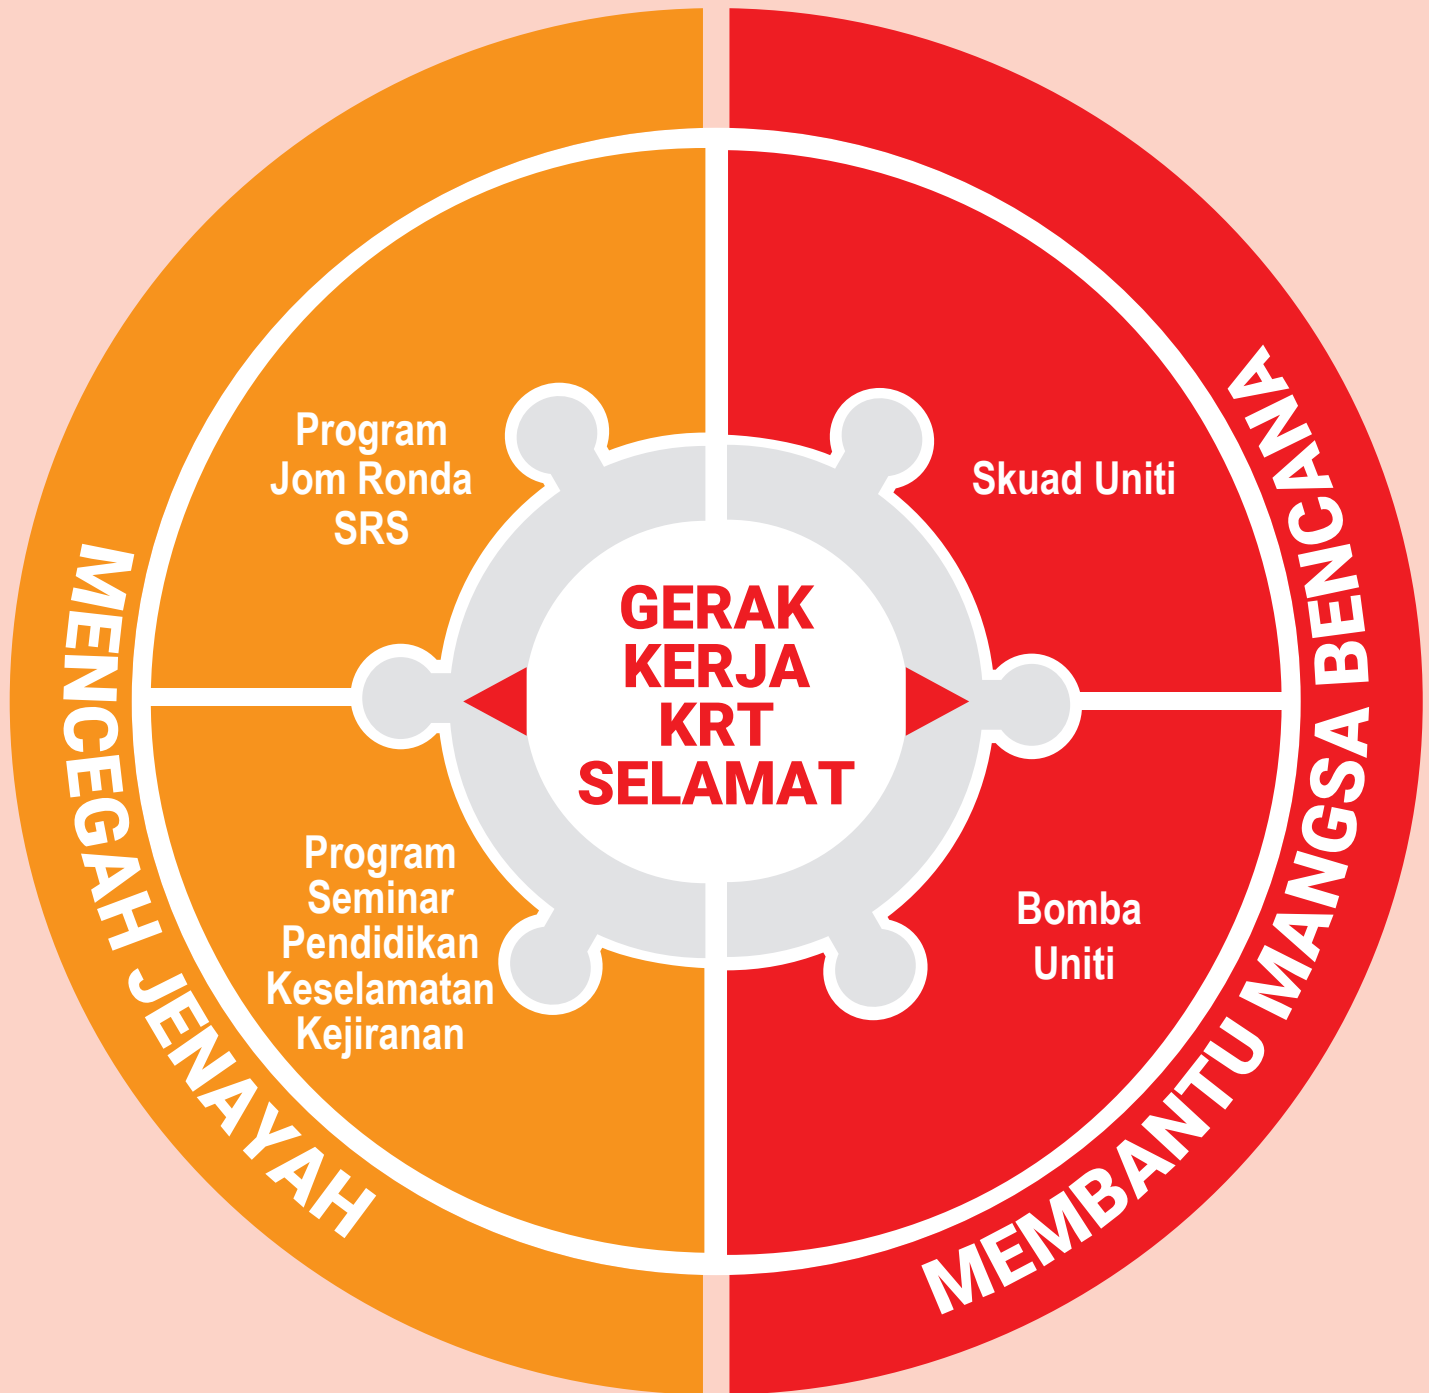 GERAK
KERJA
KRT
SELAMAT
MENCEGAH JENAYAH
Program
Jom Ronda
SRS
Program
Seminar
Pendidikan
Keselamatan
Kejiranan
MEMBANTU MANGSA BENCANA
Skuad Uniti
Bomba
Uniti